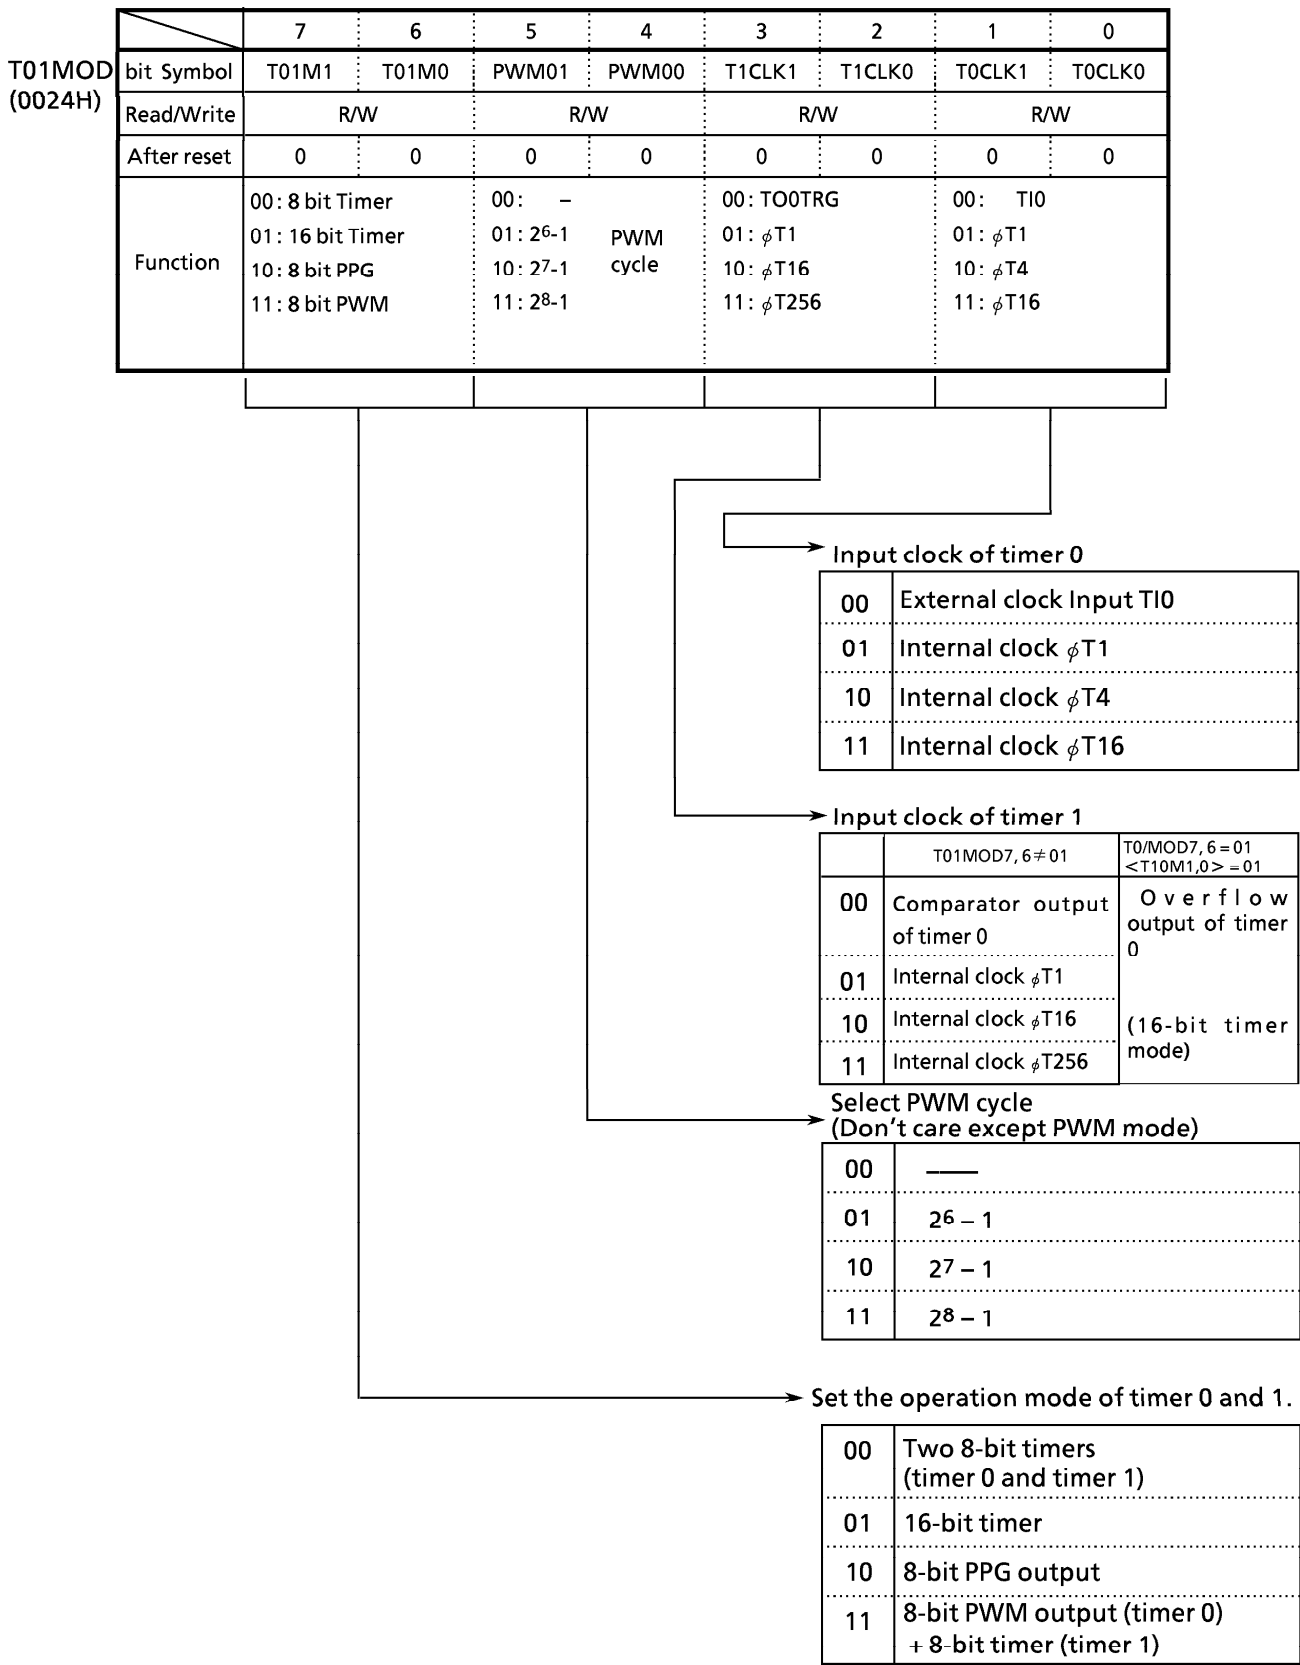 7 6 5 4 3 2 1 0
T01MOD bit Symbol T01M1 T01M0 PWM01 PWM00 T1CLK1 T1CLK0 T0CLK1 T0CLK0
(0024H)
Read/Write R/W R/W R/W R/W
After reset 0 0 0 0 0 0 0 0
Function
00: 8 bit Timer
01: 16 bit Timer
10: 8 bit PPG
11: 8 bit PWM
00: –
01: 2⁶-1
10: 2⁷-1
11: 2⁸-1
PWM
cycle
00: TO0TRG
01: φT1
10: φT16
11: φT256
00: TI0
01: φT1
10: φT4
11: φT16
Input clock of timer 0
00 External clock Input TI0
01 Internal clock φT1
10 Internal clock φT4
11 Internal clock φT16
Input clock of timer 1
T01MOD7, 6≠01
T0/MOD7, 6=01
<T10M1,0> =01
00 Comparator output
of timer 0
01 Internal clock φT1
10 Internal clock φT16
11 Internal clock φT256
Overflow
output of timer
0
(16-bit timer
mode)
Select PWM cycle
(Don't care except PWM mode)
00 ——
01 2⁶ – 1
10 2⁷ – 1
11 2⁸ – 1
Set the operation mode of timer 0 and 1.
00 Two 8-bit timers
(timer 0 and timer 1)
01 16-bit timer
10 8-bit PPG output
11 8-bit PWM output (timer 0)
+ 8-bit timer (timer 1)